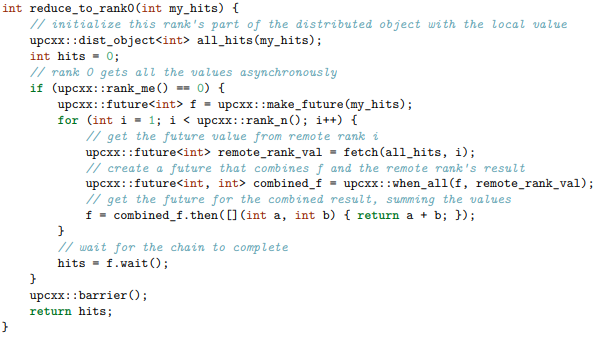 int reduce_to_rank0(int my_hits) {
    // initialize this rank's part of the distributed object with the local value
    upcxx::dist_object<int> all_hits(my_hits);
    int hits = 0;
    // rank 0 gets all the values asynchronously
    if (upcxx::rank_me() == 0) {
        upcxx::future<int> f = upcxx::make_future(my_hits);
        for (int i = 1; i < upcxx::rank_n(); i++) {
            // get the future value from remote rank i
            upcxx::future<int> remote_rank_val = fetch(all_hits, i);
            // create a future that combines f and the remote rank's result
            upcxx::future<int, int> combined_f = upcxx::when_all(f, remote_rank_val);
            // get the future for the combined result, summing the values
            f = combined_f.then([](int a, int b) { return a + b; });
        }
        // wait for the chain to complete
        hits = f.wait();
    }
    upcxx::barrier();
    return hits;
}